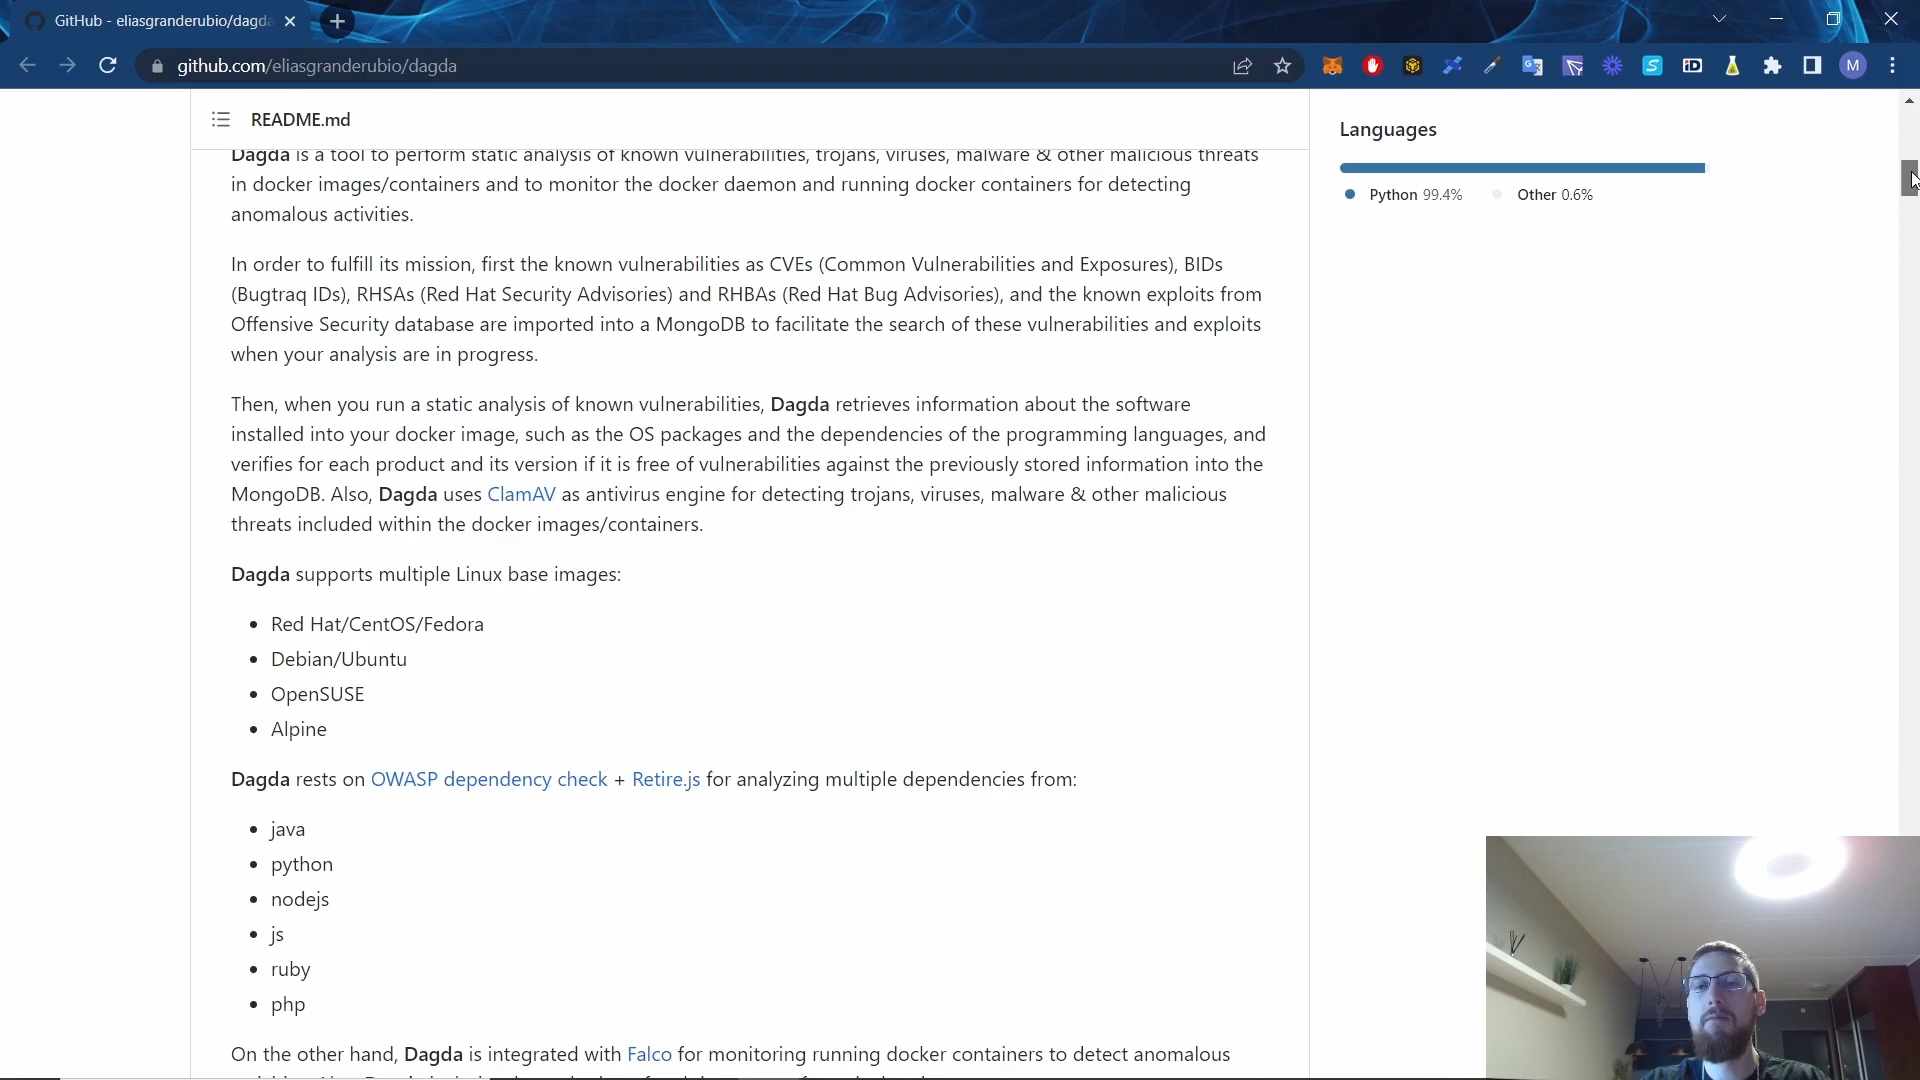 GitHub - eliasgranderubio/dagda
github.com/eliasgranderubio/dagda
M
README.md
Dagda is a tool to perform static analysis of known vulnerabilities, trojans, viruses, malware & other malicious threats
in docker images/containers and to monitor the docker daemon and running docker containers for detecting
anomalous activities.
In order to fulfill its mission, first the known vulnerabilities as CVEs (Common Vulnerabilities and Exposures), BIDs
(Bugtraq IDs), RHSAs (Red Hat Security Advisories) and RHBAs (Red Hat Bug Advisories), and the known exploits from
Offensive Security database are imported into a MongoDB to facilitate the search of these vulnerabilities and exploits
when your analysis are in progress.
Then, when you run a static analysis of known vulnerabilities, Dagda retrieves information about the software
installed into your docker image, such as the OS packages and the dependencies of the programming languages, and
verifies for each product and its version if it is free of vulnerabilities against the previously stored information into the
MongoDB. Also, Dagda uses ClamAV as antivirus engine for detecting trojans, viruses, malware & other malicious
threats included within the docker images/containers.
Dagda supports multiple Linux base images:
• Red Hat/CentOS/Fedora
• Debian/Ubuntu
• OpenSUSE
• Alpine
Dagda rests on OWASP dependency check + Retire.js for analyzing multiple dependencies from:
• java
• python
• nodejs
• js
• ruby
• php
On the other hand, Dagda is integrated with Falco for monitoring running docker containers to detect anomalous
Languages
Python 99.4%
Other 0.6%